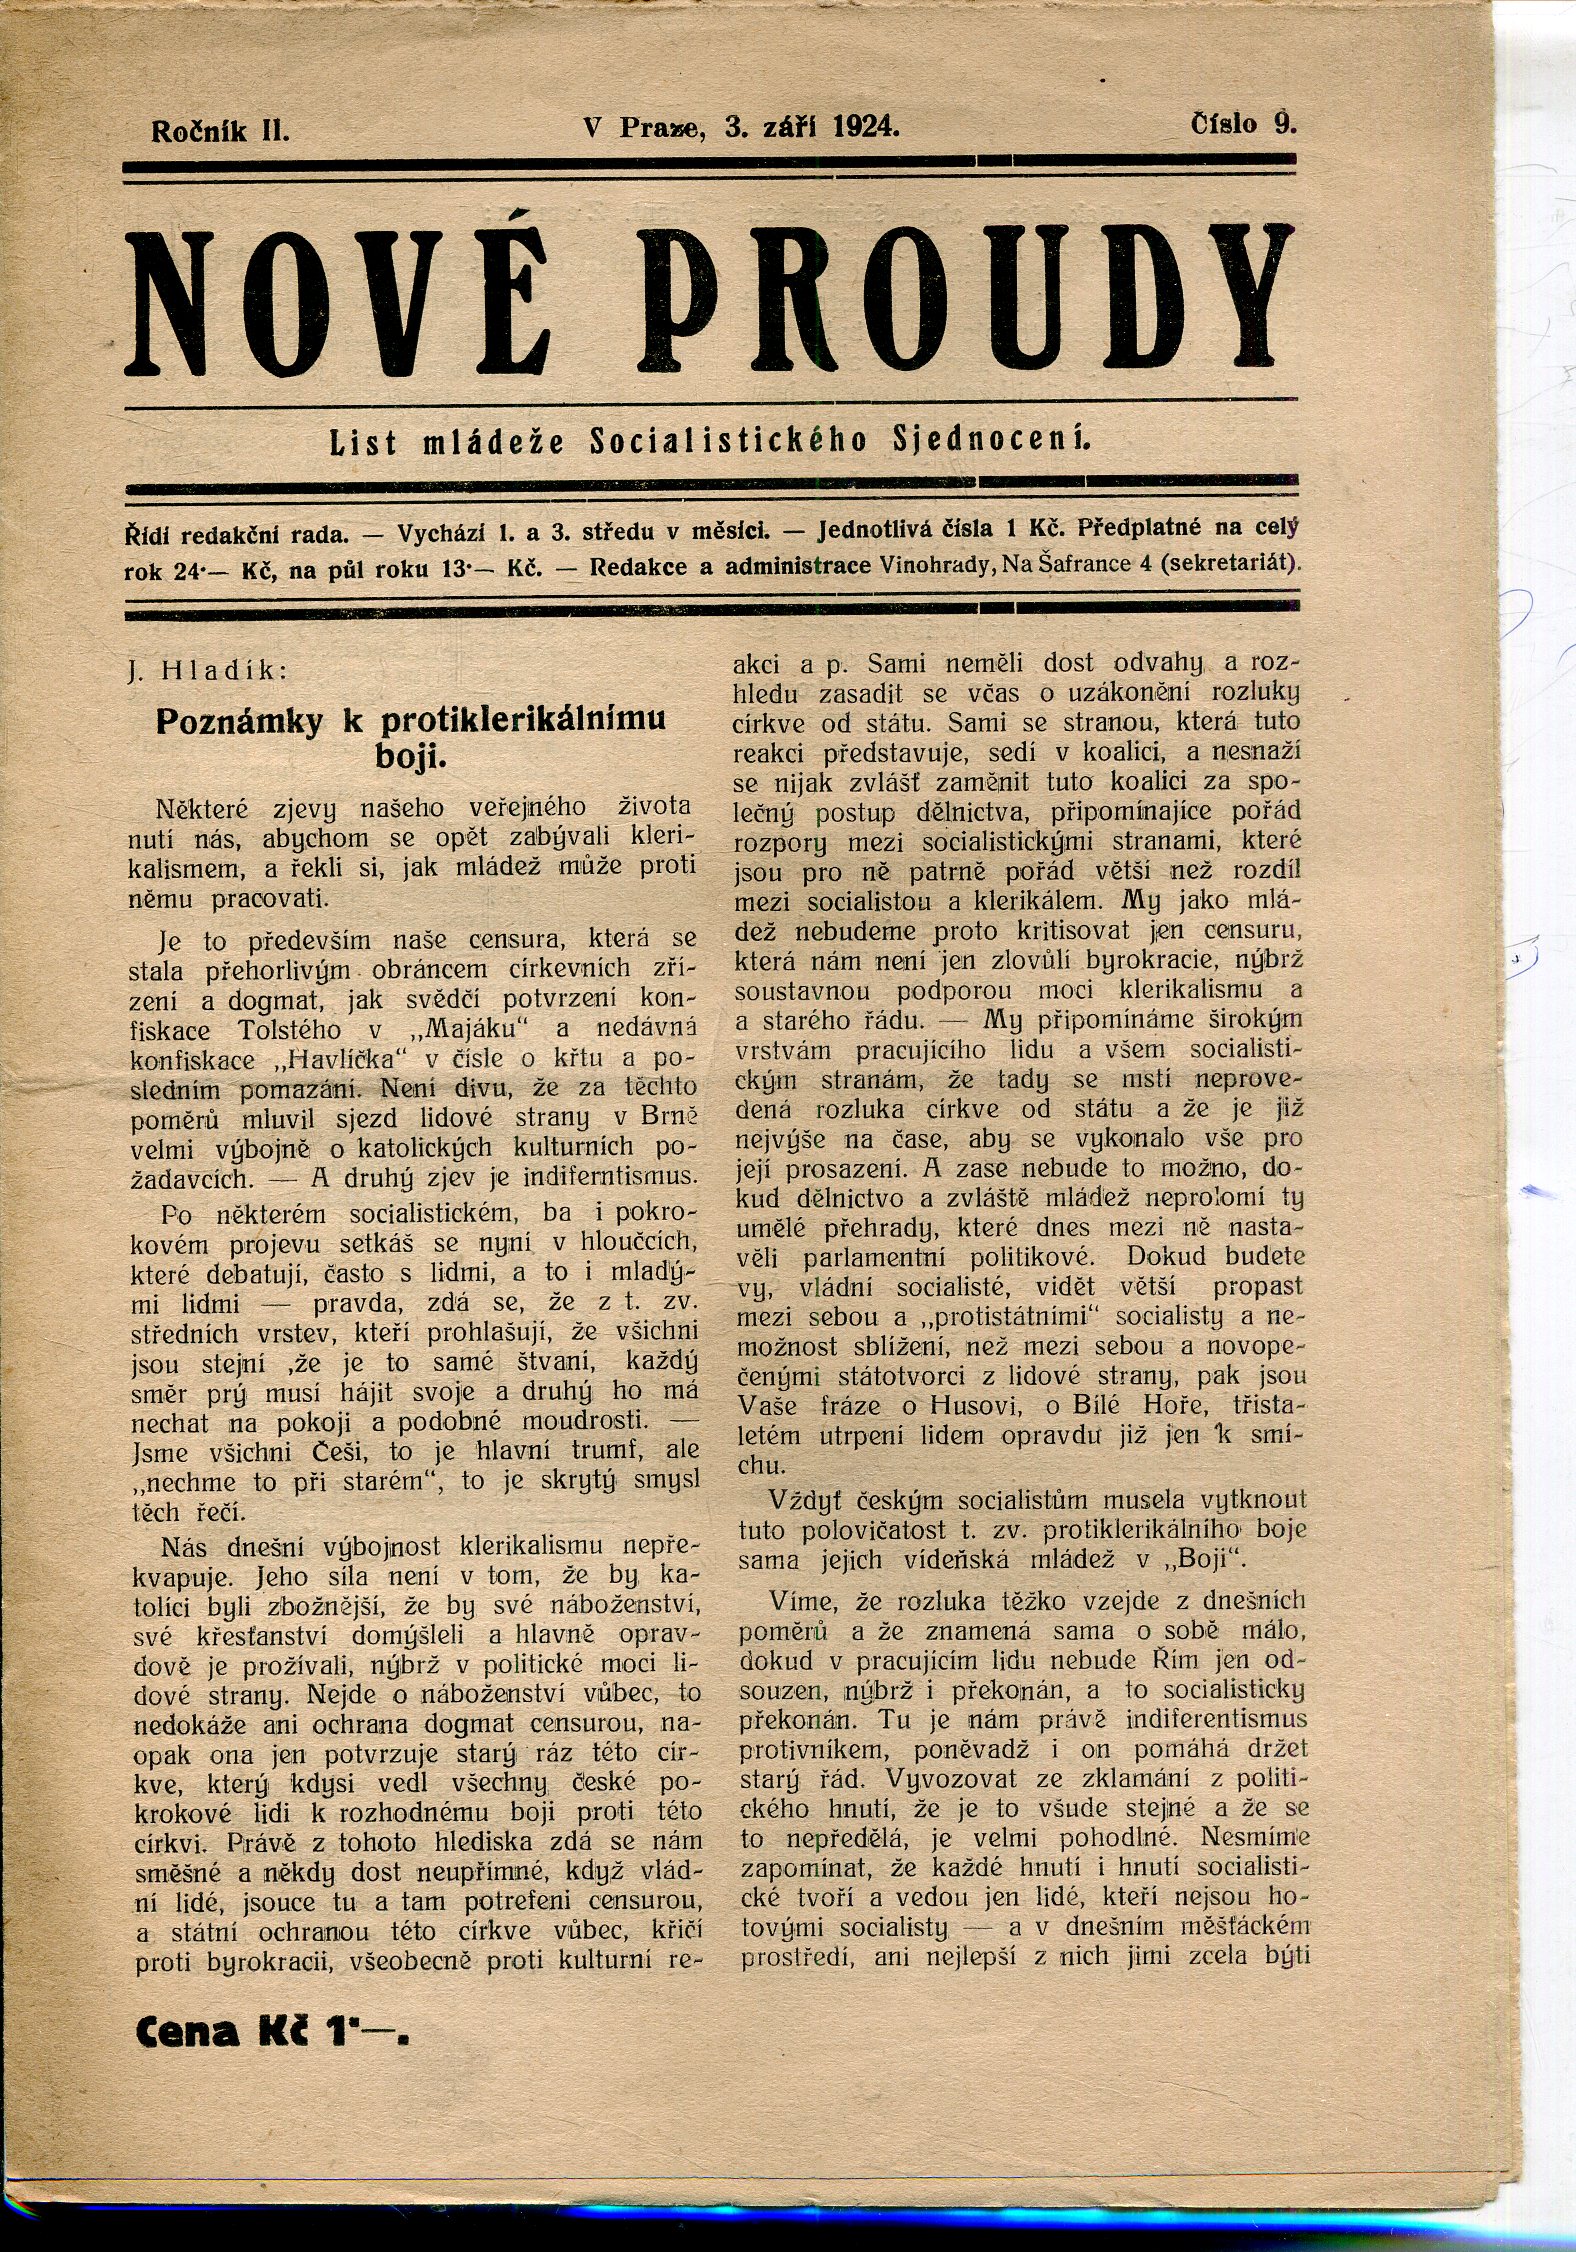 Ročník II.
V Praze, 3. září 1924.
Číslo 9.
NOVÉ PROUDY
List mládeže Socialistického Sjednocení.
Řídí redakční rada. — Vychází 1. a 3. středu v měsíci. — Jednotlivá čísla 1 Kč. Předplatné na celý
rok 24·— Kč, na půl roku 13·— Kč. — Redakce a administrace Vinohrady, Na Šafrance 4 (sekretariát).
J. Hladík:
Poznámky k protiklerikálnímu
boji.
Některé zjevy našeho veřejného života
nutí nás, abychom se opět zabývali kleri-
kalismem, a řekli si, jak mládež může proti
němu pracovati.
Je to především naše censura, která se
stala přehorlivým obráncem církevních zří-
zení a dogmat, jak svědčí potvrzení kon-
fiskace Tolstého v „Majáku“ a nedávná
konfiskace „Havlíčka“ v čísle o křtu a po-
sledním pomazání. Není divu, že za těchto
poměrů mluvil sjezd lidové strany v Brně
velmi výbojně o katolických kulturních po-
žadavcích. — A druhý zjev je indiferntismus.
Po některém socialistickém, ba i pokro-
kovém projevu setkáš se nyní v hloučcích,
které debatují, často s lidmi, a to i mladý-
mi lidmi — pravda, zdá se, že z t. zv.
středních vrstev, kteří prohlašují, že všichni
jsou stejní ,že je to samé štvaní, každý
směr prý musí hájit svoje a druhý ho má
nechat na pokoji a podobné moudrosti. —
Jsme všichni Češi, to je hlavní trumf, ale
„nechme to při starém“, to je skrytý smysl
těch řečí.
Nás dnešní výbojnost klerikalismu nepře-
kvapuje. Jeho síla není v tom, že by ka-
tolíci byli zbožnější, že by své náboženství,
své křesťanství domýšleli a hlavně oprav-
dově je prožívali, nýbrž v politické moci li-
dové strany. Nejde o náboženství vůbec, to
nedokáže ani ochrana dogmat censurou, na-
opak ona jen potvrzuje starý ráz této cír-
kve, který kdysi vedl všechny české po-
krokové lidi k rozhodnému boji proti této
církvi. Právě z tohoto hlediska zdá se nám
směšné a někdy dost neupřímné, když vlád-
ní lidé, jsouce tu a tam potrefeni censurou,
a státní ochranou této církve vůbec, křičí
proti byrokracii, všeobecně proti kulturní re-
akci a p. Sami neměli dost odvahy a roz-
hledu zasadit se včas o uzákonění rozluky
církve od státu. Sami se stranou, která tuto
reakci představuje, sedí v koalici, a nesnaží
se nijak zvlášť zaměnit tuto koalici za spo-
lečný postup dělnictva, připomínajíce pořád
rozpory mezi socialistickými stranami, které
jsou pro ně patrně pořád větší než rozdíl
mezi socialistou a klerikálem. My jako mlá-
dež nebudeme proto kritisovat jen censuru,
která nám není jen zlovůlí byrokracie, nýbrž
soustavnou podporou moci klerikalismu a
a starého řádu. — My připomínáme širokým
vrstvám pracujícího lidu a všem socialisti-
ckým stranám, že tady se mstí neprove-
dená rozluka církve od státu a že je již
nejvýše na čase, aby se vykonalo vše pro
její prosazení. A zase nebude to možno, do-
kud dělnictvo a zvláště mládež neprolomí ty
umělé přehrady, které dnes mezi ně nasta-
věli parlamentní politikové. Dokud budete
vy, vládní socialisté, vidět větší propast
mezi sebou a „protistátními“ socialisty a ne-
možnost sblížení, než mezi sebou a novope-
čenými státotvorci z lidové strany, pak jsou
Vaše fráze o Husovi, o Bílé Hoře, třista-
letém utrpení lidem opravdu již jen k smí-
chu.
Vždyť českým socialistům musela vytknout
tuto polovičatost t. zv. protiklerikálního boje
sama jejich vídeňská mládež v „Boji“.
Víme, že rozluka těžko vzejde z dnešních
poměrů a že znamená sama o sobě málo,
dokud v pracujícím lidu nebude Řím jen od-
souzen, nýbrž i překonán, a to socialisticky
překonán. Tu je nám právě indiferentismus
protivníkem, poněvadž i on pomáhá držet
starý řád. Vyvozovat ze zklamání z politi-
ckého hnutí, že je to všude stejné a že se
to nepředělá, je velmi pohodlné. Nesmíme
zapomínat, že každé hnutí i hnutí socialisti-
cké tvoří a vedou jen lidé, kteří nejsou ho-
tovými socialisty — a v dnešním měšťáckém
prostředí, ani nejlepší z nich jimi zcela býti
Cena Kč 1·—.